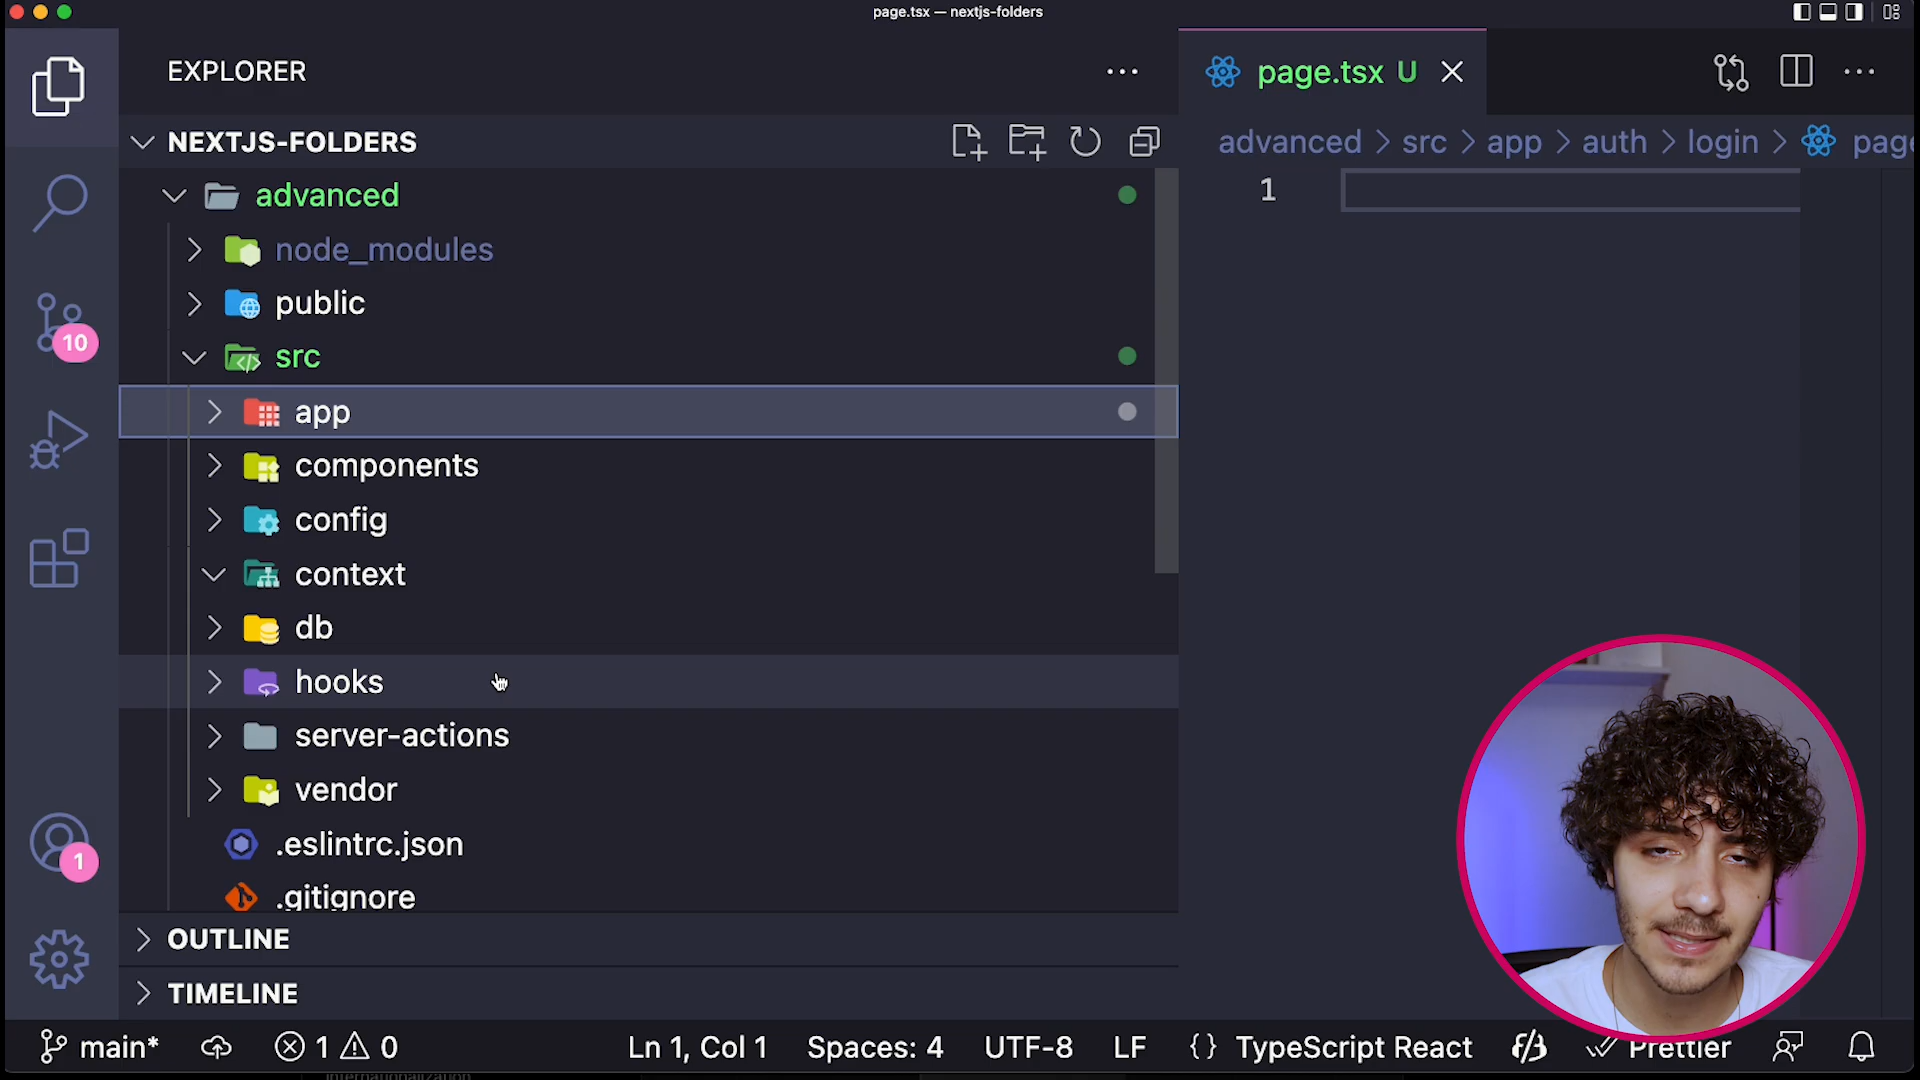 page.tsx — nextjs-folders
EXPLORER
page.tsx U
NEXTJS-FOLDERS
advanced > src > app > auth > login > page
advanced
1
node_modules
public
src
10
app
components
config
context
db
hooks
server-actions
vendor
.eslintrc.json
1
.gitignore
OUTLINE
TIMELINE
main* 1 0 Ln 1, Col 1 Spaces: 4 UTF-8 LF {} TypeScript React Prettier